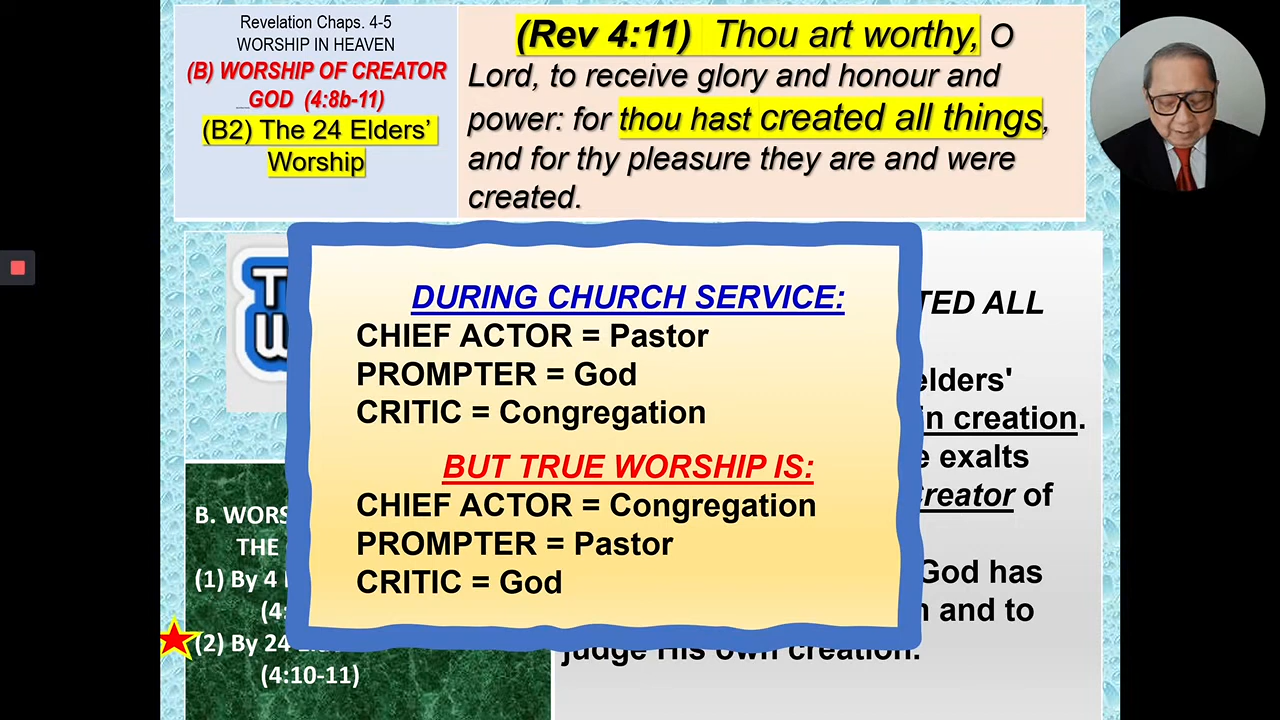 Revelation Chaps. 4-5
WORSHIP IN HEAVEN
(B) WORSHIP OF CREATOR
GOD (4:8b-11)
(B2) The 24 Elders'
Worship
(Rev 4:11) Thou art worthy, O
Lord, to receive glory and honour and
power: for thou hast created all things,
and for thy pleasure they are and were
created.
DURING CHURCH SERVICE:
CHIEF ACTOR = Pastor
PROMPTER = God
CRITIC = Congregation
BUT TRUE WORSHIP IS:
CHIEF ACTOR = Congregation
PROMPTER = Pastor
CRITIC = God
TED ALL
elders'
in creation.
exalts
Creator of
God has
and to
judge His own creation.
B. WORS
THE
(1) By 4
(4:
(2) By 24
(4:10-11)